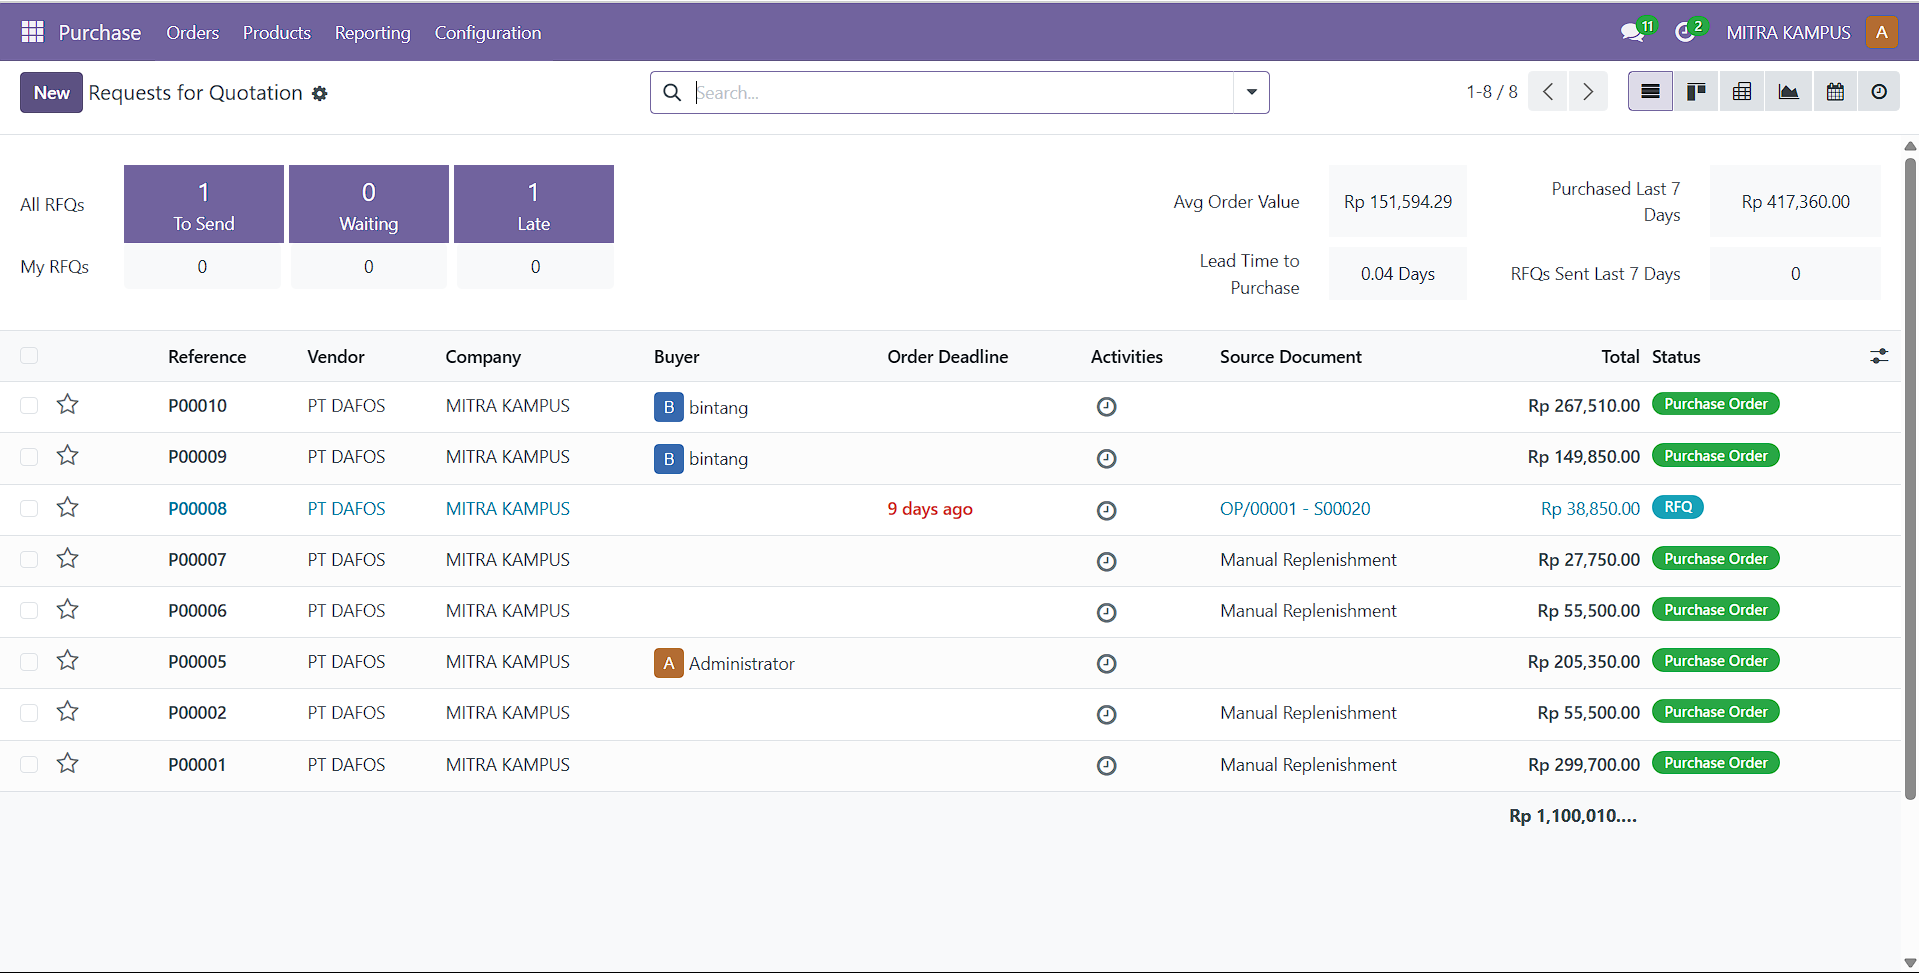 Purchase Orders Products Reporting Configuration 11 2 MITRA KAMPUS A
New Requests for Quotation Search... 1-8 / 8
All RFQs 1 To Send 0 Waiting 1 Late
My RFQs 0 0 0
Avg Order Value Rp 151,594.29 Purchased Last 7 Days Rp 417,360.00
Lead Time to Purchase 0.04 Days RFQs Sent Last 7 Days 0
Reference Vendor Company Buyer Order Deadline Activities Source Document Total Status
P00010 PT DAFOS MITRA KAMPUS B bintang Rp 267,510.00 Purchase Order
P00009 PT DAFOS MITRA KAMPUS B bintang Rp 149,850.00 Purchase Order
P00008 PT DAFOS MITRA KAMPUS 9 days ago OP/00001 - S00020 Rp 38,850.00 RFQ
P00007 PT DAFOS MITRA KAMPUS Manual Replenishment Rp 27,750.00 Purchase Order
P00006 PT DAFOS MITRA KAMPUS Manual Replenishment Rp 55,500.00 Purchase Order
P00005 PT DAFOS MITRA KAMPUS A Administrator Rp 205,350.00 Purchase Order
P00002 PT DAFOS MITRA KAMPUS Manual Replenishment Rp 55,500.00 Purchase Order
P00001 PT DAFOS MITRA KAMPUS Manual Replenishment Rp 299,700.00 Purchase Order
Rp 1,100,010....